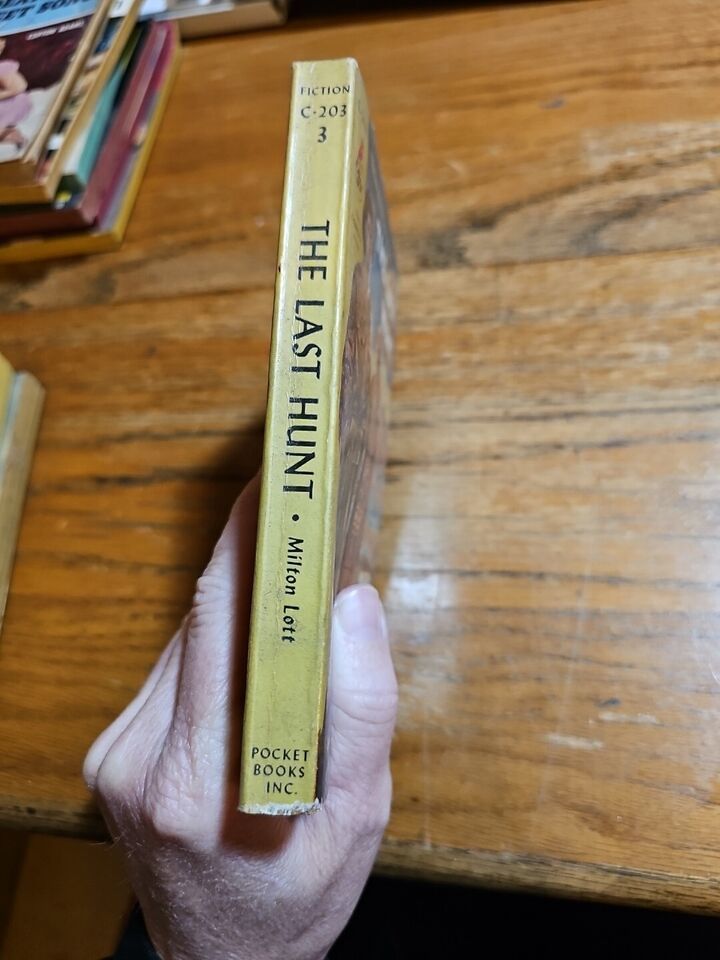 FICTION
C·203
3
THE LAST HUNT · Milton Lott
POCKET
BOOKS
INC.